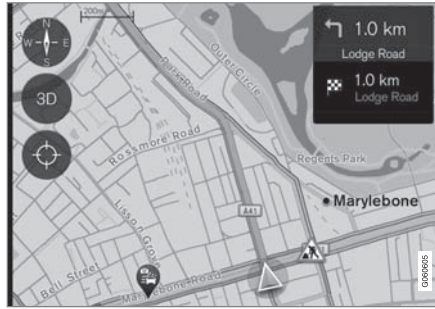 N
W
E
S
200m
3D
1.0 km
Lodge Road
1.0 km
Lodge Road
Outer Circle
Park Road
Rossmore Road
Regents Park
Marylebone
A41
Lisson Grove
Bell Street
Marylebone Road
G060605